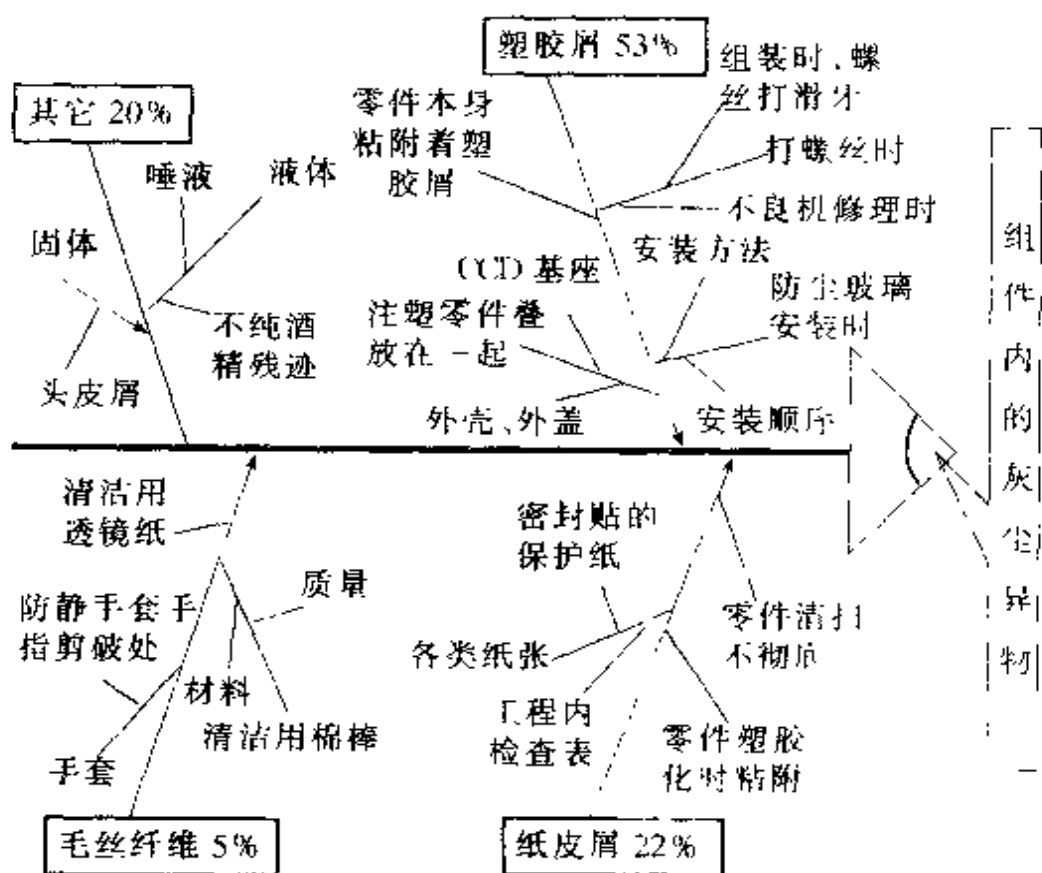 塑胶屑 53%
其它 20%
组装时、螺
丝打滑牙
零件本身
粘附着塑
胶屑
打螺丝时
唾液
液体
不良机修理时
固体
安装方法
CCD 基座
防尘玻璃
安装时
注塑零件叠
放在一起
不纯酒
精残迹
头皮屑
外壳、外盖
安装顺序
组件内的灰尘异物
清洁用
透镜纸
密封贴的
保护纸
质量
防静手套手
指剪破处
零件清扫
不彻底
各类纸张
材料
清洁用棉棒
工程内
检查表
零件塑胶
化时粘附
手套
毛丝纤维 5%
纸皮屑 22%